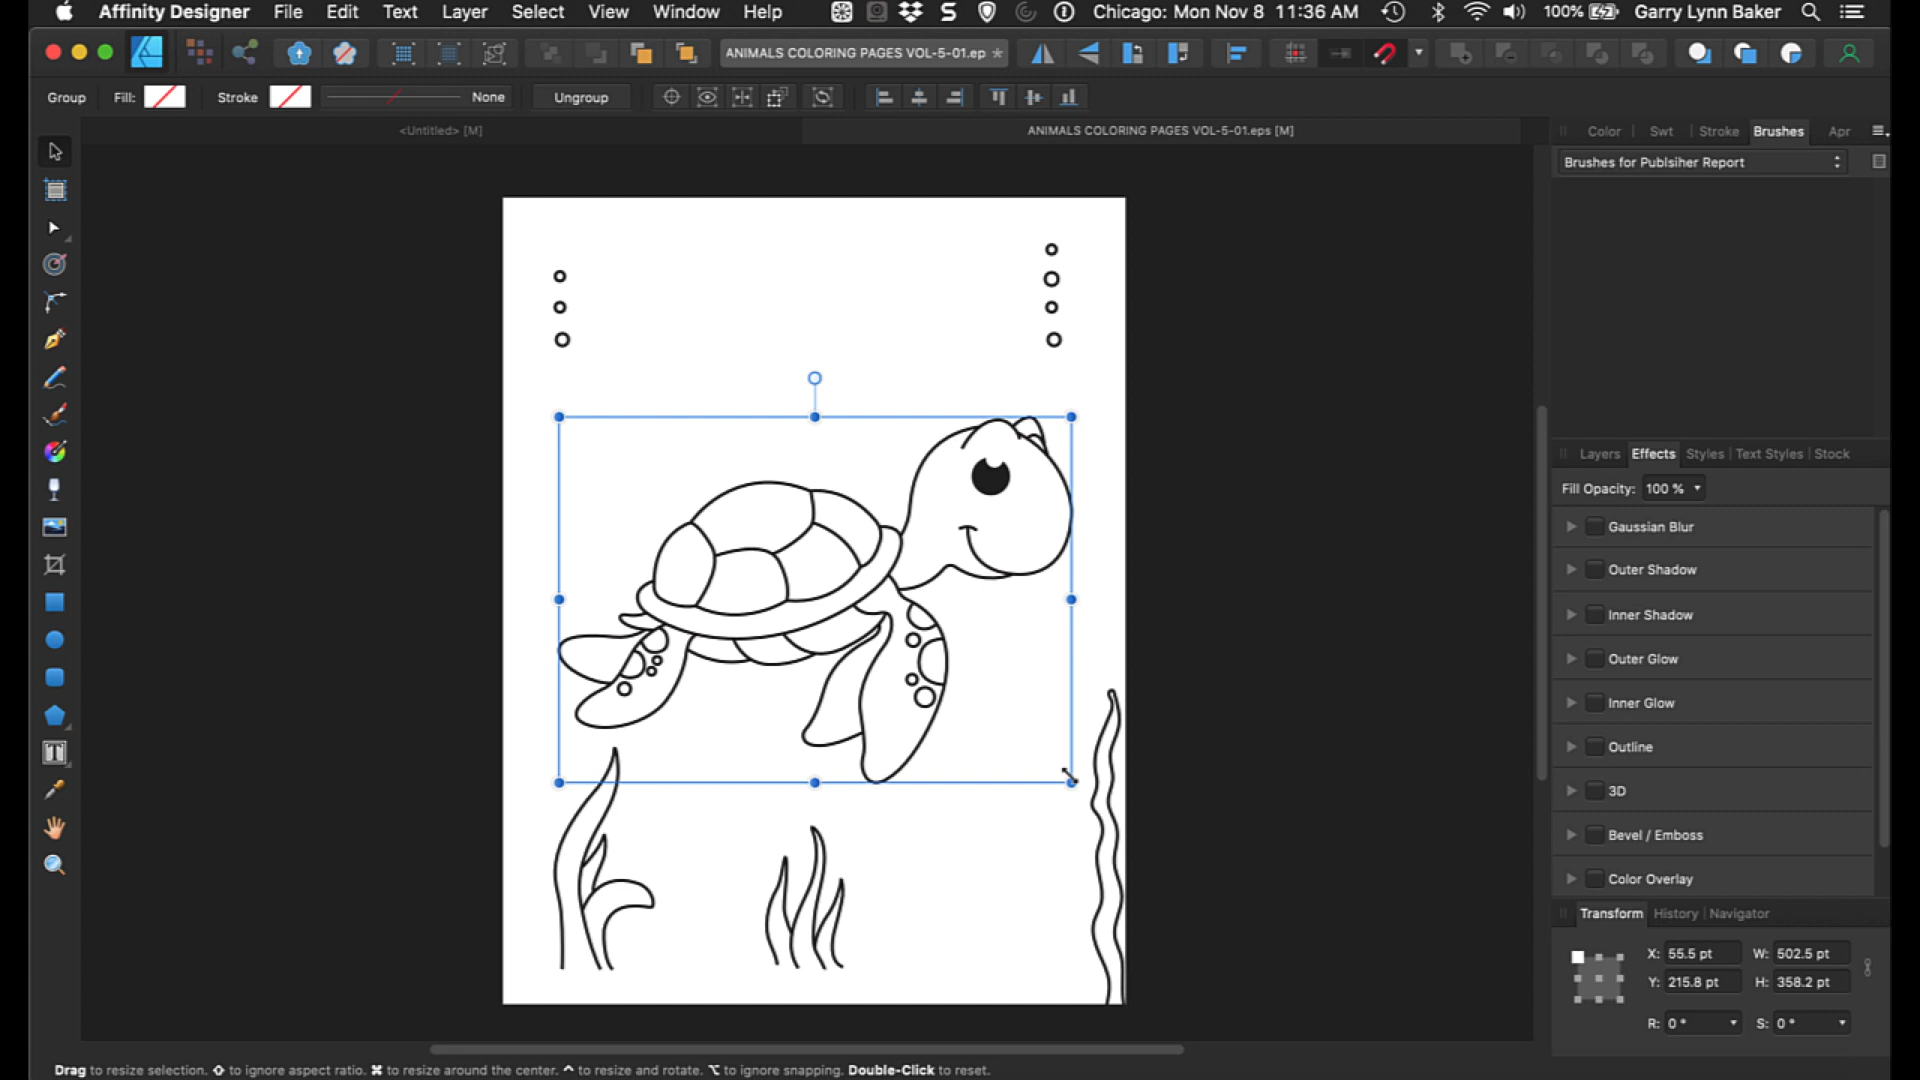 Affinity Designer File Edit Text Layer Select View Window Help Chicago: Mon Nov 8 11:36 AM 100% Garry Lynn Baker
ANIMALS COLORING PAGES VOL-5-01.ep *
Group Fill: Stroke None Ungroup
<Untitled> [M] ANIMALS COLORING PAGES VOL-5-01.eps [M]
Color Swt Stroke Brushes Apr
Brushes for Publsiher Report
Layers Effects Styles Text Styles Stock
Fill Opacity: 100 %
Gaussian Blur
Outer Shadow
Inner Shadow
Outer Glow
Inner Glow
Outline
3D
Bevel / Emboss
Color Overlay
Transform History Navigator
X: 55.5 pt W: 502.5 pt
Y: 215.8 pt H: 358.2 pt
R: 0 ° S: 0 °
Drag to resize selection. ⇧ to ignore aspect ratio. ⌘ to resize around the center. ^ to resize and rotate. ⌥ to ignore snapping. Double-Click to reset.